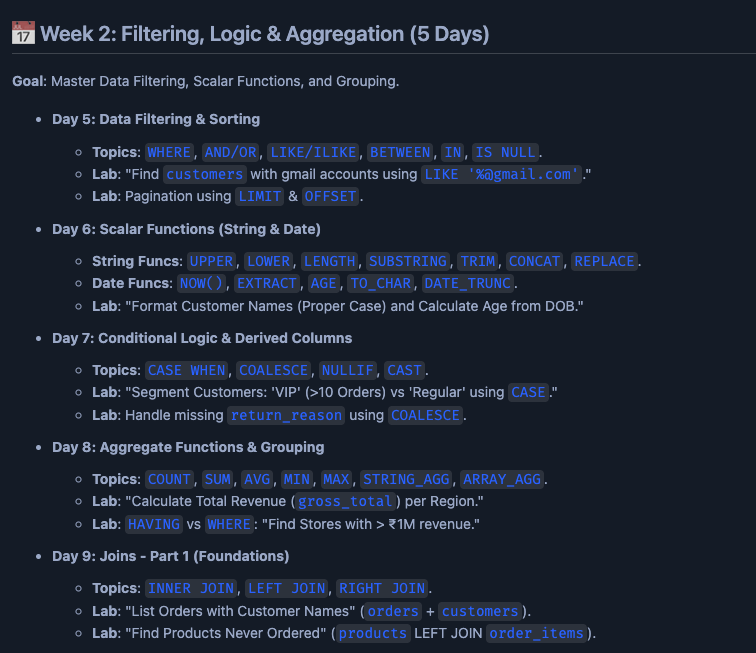 📅 Week 2: Filtering, Logic & Aggregation (5 Days)
Goal: Master Data Filtering, Scalar Functions, and Grouping.
• Day 5: Data Filtering & Sorting
◦ Topics: WHERE, AND/OR, LIKE/ILIKE, BETWEEN, IN, IS NULL.
◦ Lab: "Find customers with gmail accounts using LIKE '%@gmail.com'."
◦ Lab: Pagination using LIMIT & OFFSET.
• Day 6: Scalar Functions (String & Date)
◦ String Funcs: UPPER, LOWER, LENGTH, SUBSTRING, TRIM, CONCAT, REPLACE.
◦ Date Funcs: NOW(), EXTRACT, AGE, TO_CHAR, DATE_TRUNC.
◦ Lab: "Format Customer Names (Proper Case) and Calculate Age from DOB."
• Day 7: Conditional Logic & Derived Columns
◦ Topics: CASE WHEN, COALESCE, NULLIF, CAST.
◦ Lab: "Segment Customers: 'VIP' (>10 Orders) vs 'Regular' using CASE."
◦ Lab: Handle missing return_reason using COALESCE.
• Day 8: Aggregate Functions & Grouping
◦ Topics: COUNT, SUM, AVG, MIN, MAX, STRING_AGG, ARRAY_AGG.
◦ Lab: "Calculate Total Revenue (gross_total) per Region."
◦ Lab: HAVING vs WHERE: "Find Stores with > ₹1M revenue."
• Day 9: Joins - Part 1 (Foundations)
◦ Topics: INNER JOIN, LEFT JOIN, RIGHT JOIN.
◦ Lab: "List Orders with Customer Names" (orders + customers).
◦ Lab: "Find Products Never Ordered" (products LEFT JOIN order_items).